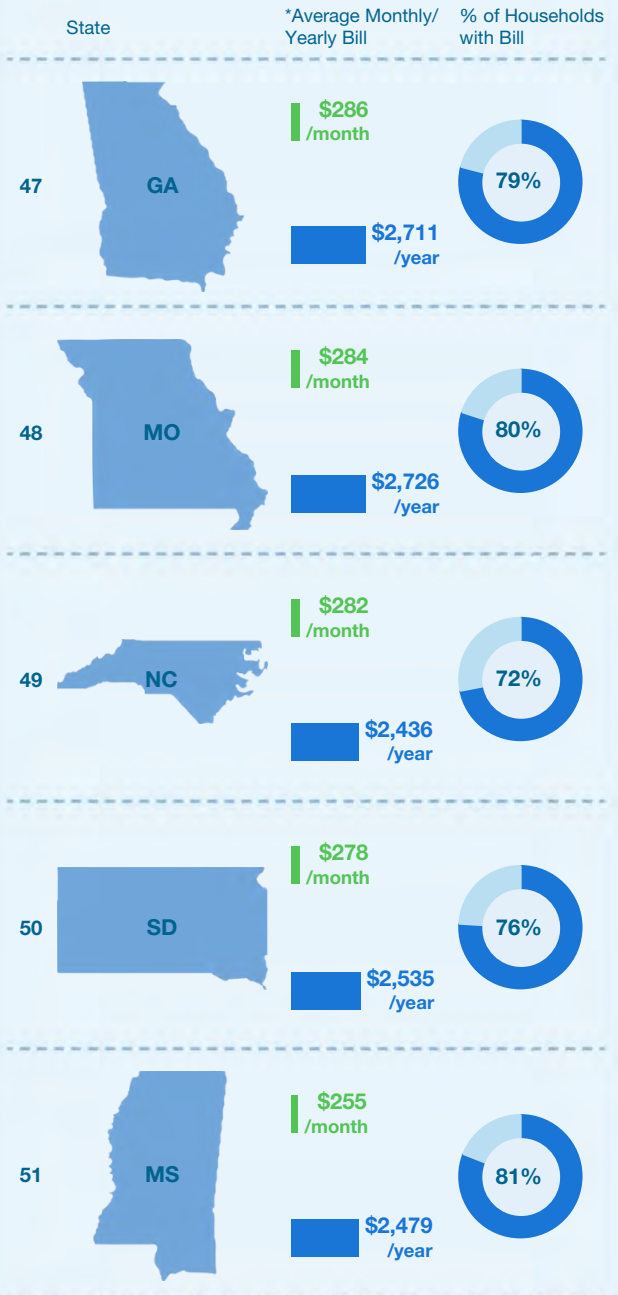 State
*Average Monthly/
Yearly Bill
% of Households
with Bill
47
GA
$286
/month
$2,711
/year
79%
48
MO
$284
/month
$2,726
/year
80%
49
NC
$282
/month
$2,436
/year
72%
50
SD
$278
/month
$2,535
/year
76%
51
MS
$255
/month
$2,479
/year
81%